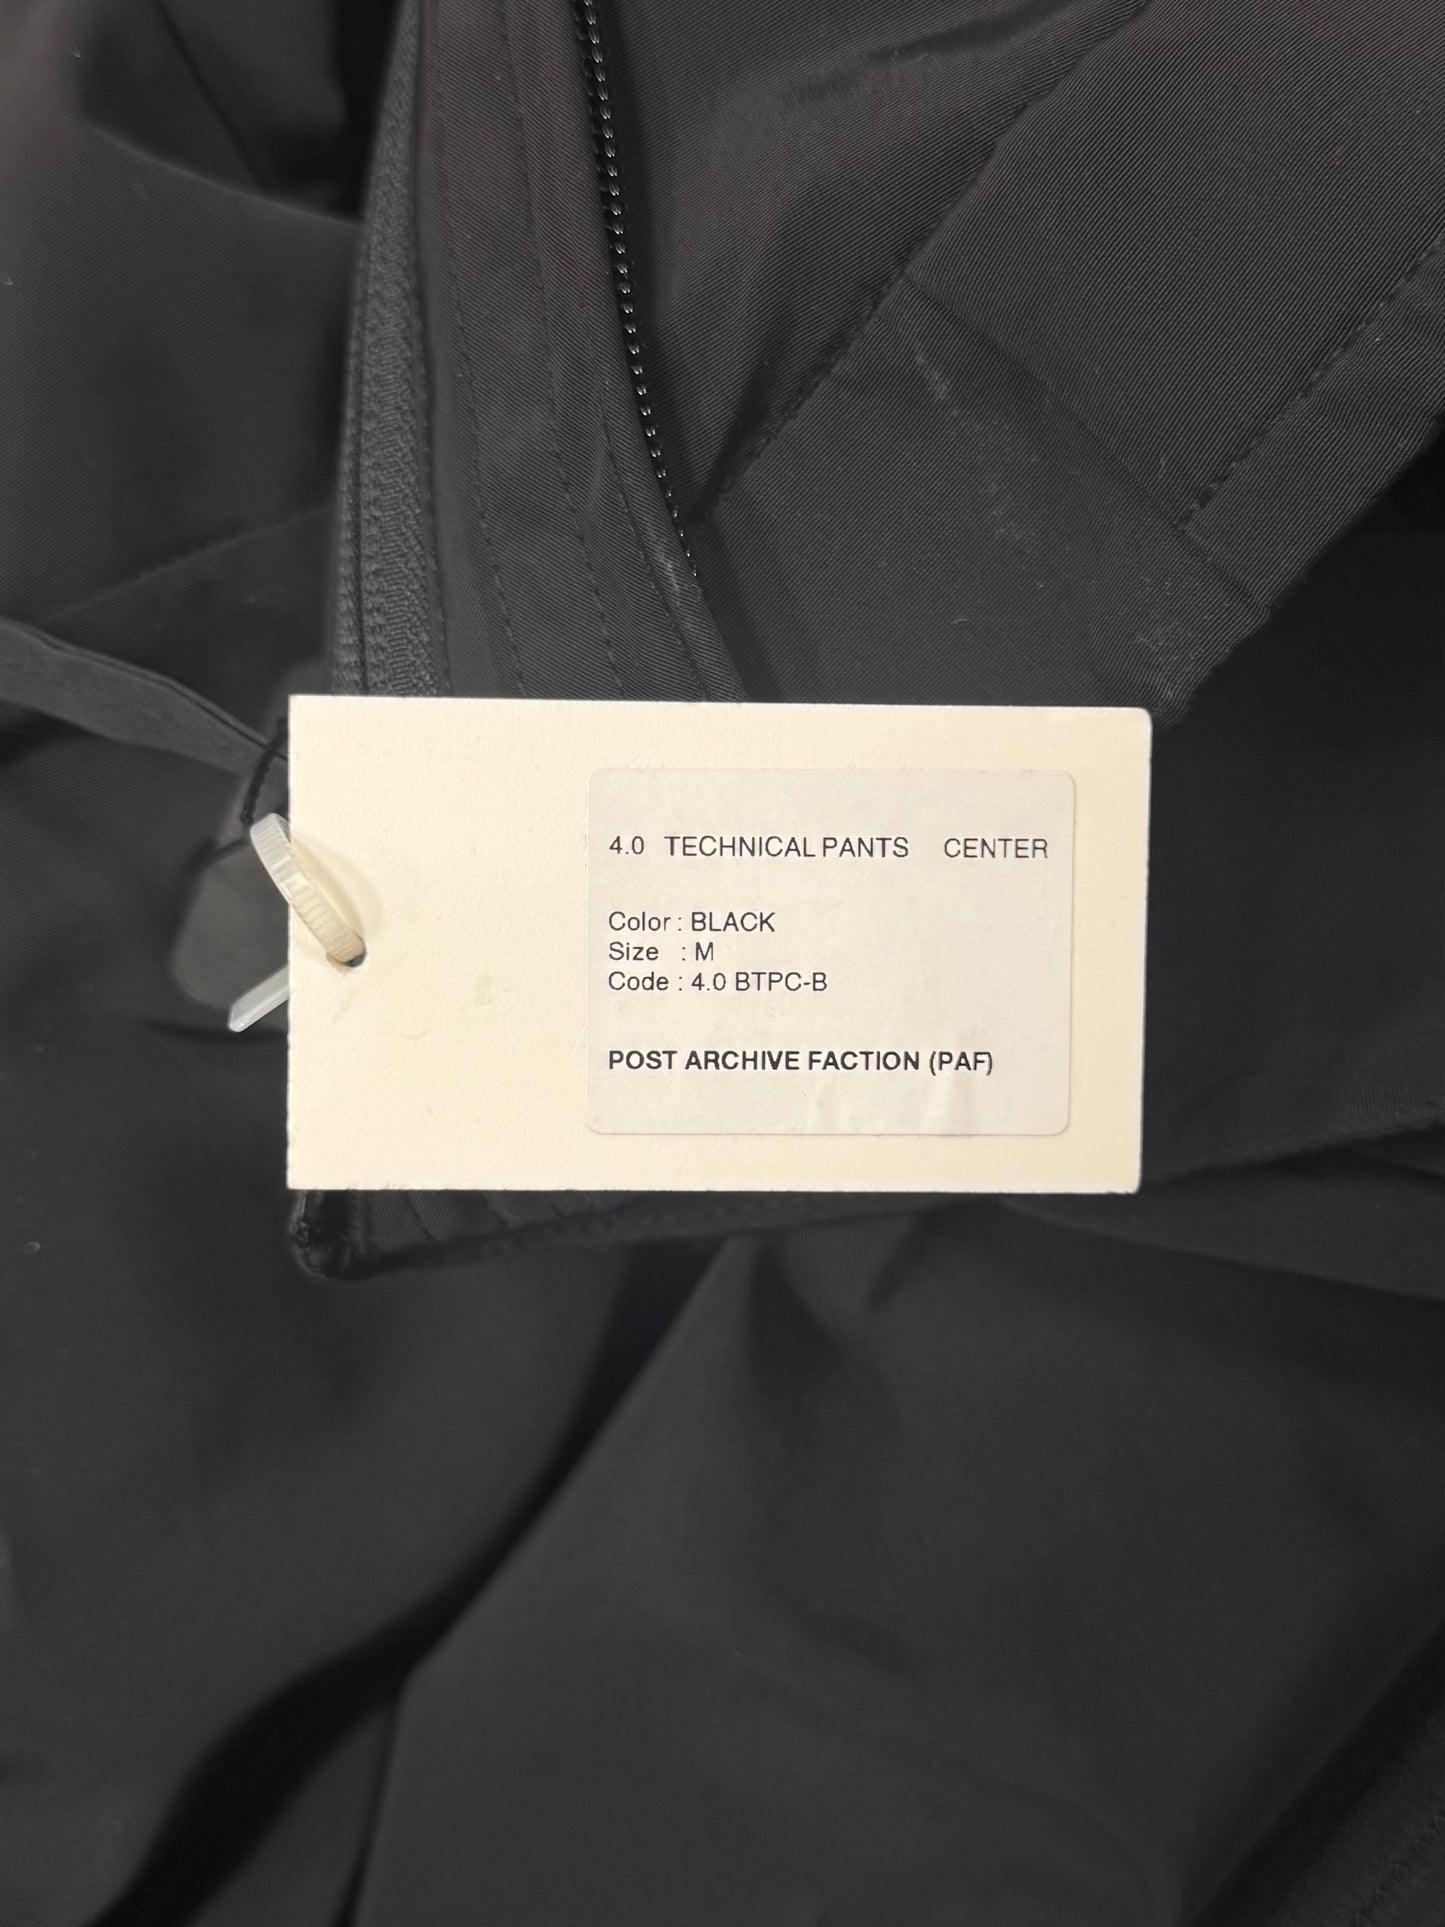 4.0 TECHNICAL PANTS CENTER
Color : BLACK
Size : M
Code : 4.0 BTPC-B
POST ARCHIVE FACTION (PAF)